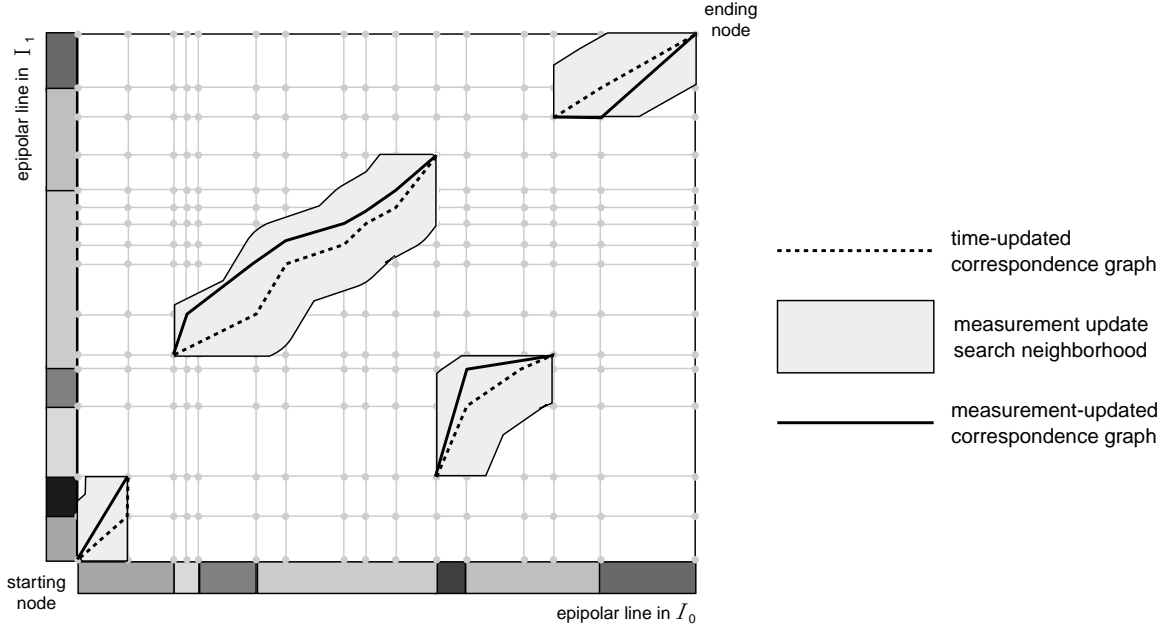 ending
node
epipolar line in I₁
time-updated
correspondence graph
measurement update
search neighborhood
measurement-updated
correspondence graph
starting
node
epipolar line in I₀